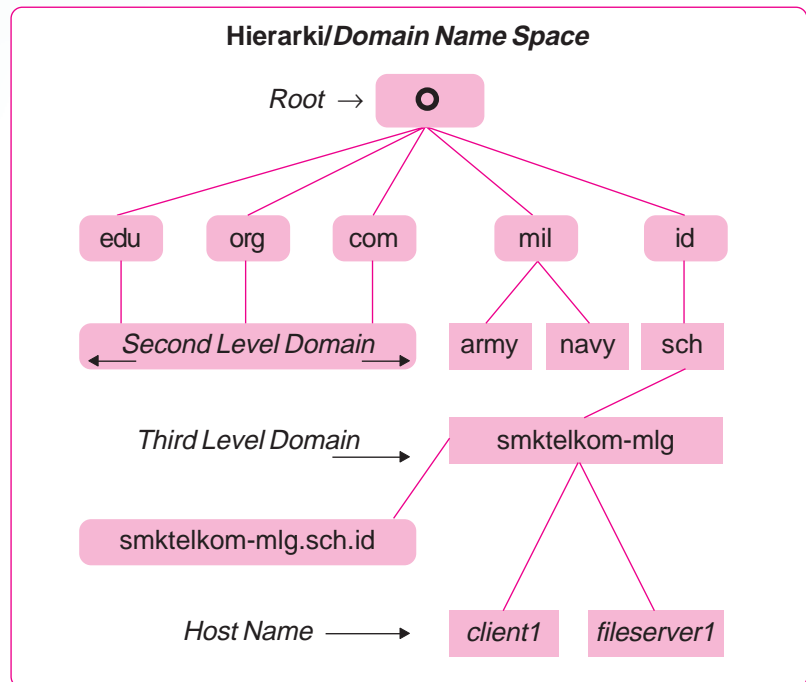 Hierarki/Domain Name Space
Root →
edu org com mil id
Second Level Domain army navy sch
Third Level Domain smktelkom-mlg
smktelkom-mlg.sch.id
Host Name client1 fileserver1